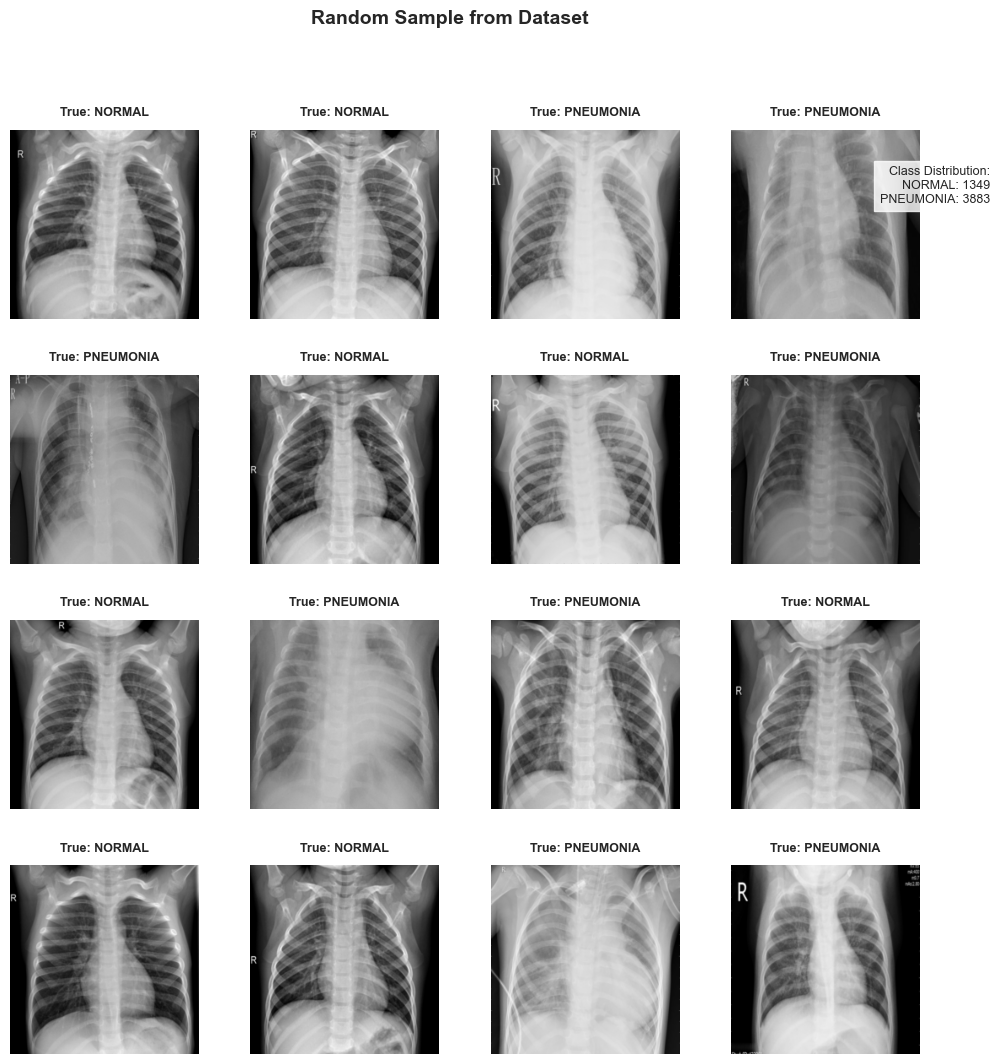 Random Sample from Dataset
True: NORMAL
True: NORMAL
True: PNEUMONIA
True: PNEUMONIA
R
R
R
Class Distribution:
NORMAL: 1349
PNEUMONIA: 3883
True: PNEUMONIA
True: NORMAL
True: NORMAL
True: PNEUMONIA
A-P
R
R
R
R
True: NORMAL
True: PNEUMONIA
True: PNEUMONIA
True: NORMAL
R
R
True: NORMAL
True: NORMAL
True: PNEUMONIA
True: PNEUMONIA
R
R
R